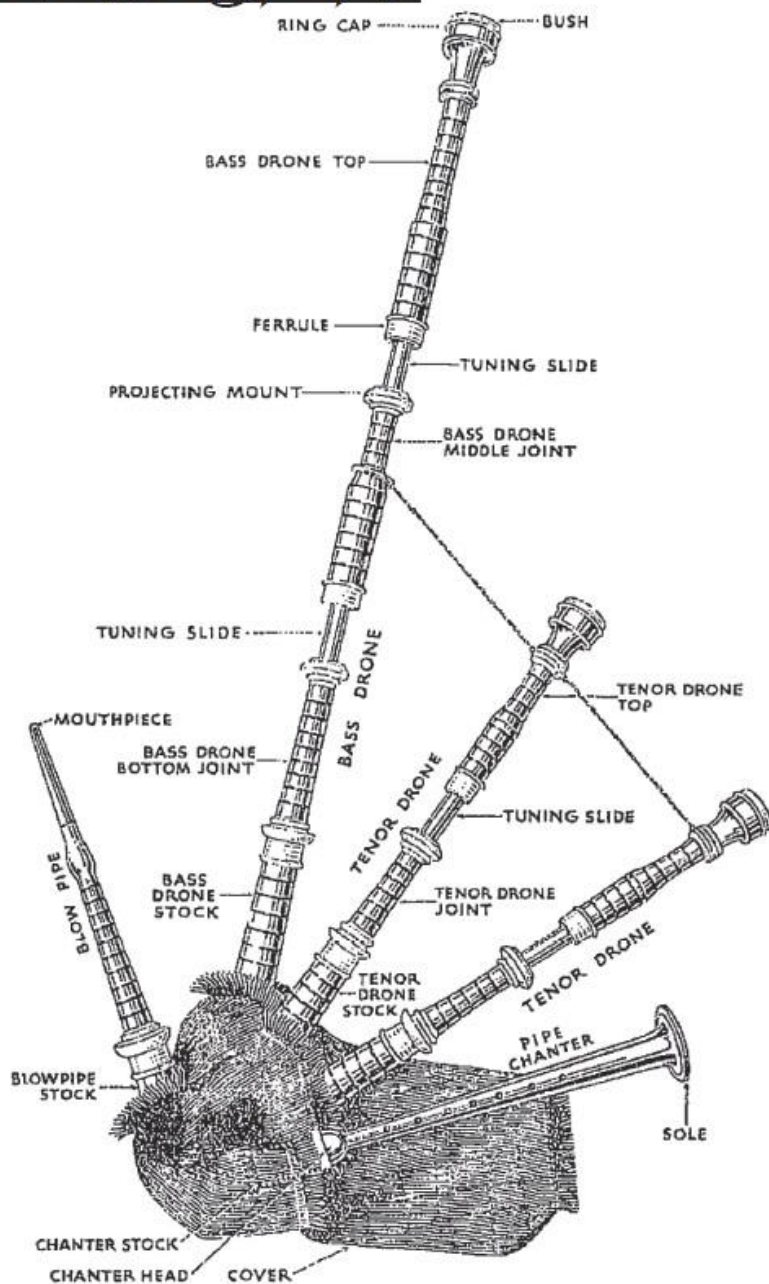 RING CAP
BUSH
BASS DRONE TOP
FERRULE
TUNING SLIDE
PROJECTING MOUNT
BASS DRONE
MIDDLE JOINT
TUNING SLIDE
BASS DRONE
TENOR DRONE
TOP
MOUTHPIECE
BASS DRONE
BOTTOM JOINT
TENOR DRONE
TUNING SLIDE
BLOW PIPE
BASS
DRONE
STOCK
TENOR DRONE
JOINT
TENOR
DRONE
STOCK
TENOR DRONE
PIPE
CHANTER
BLOWPIPE
STOCK
SOLE
CHANTER STOCK
CHANTER HEAD
COVER